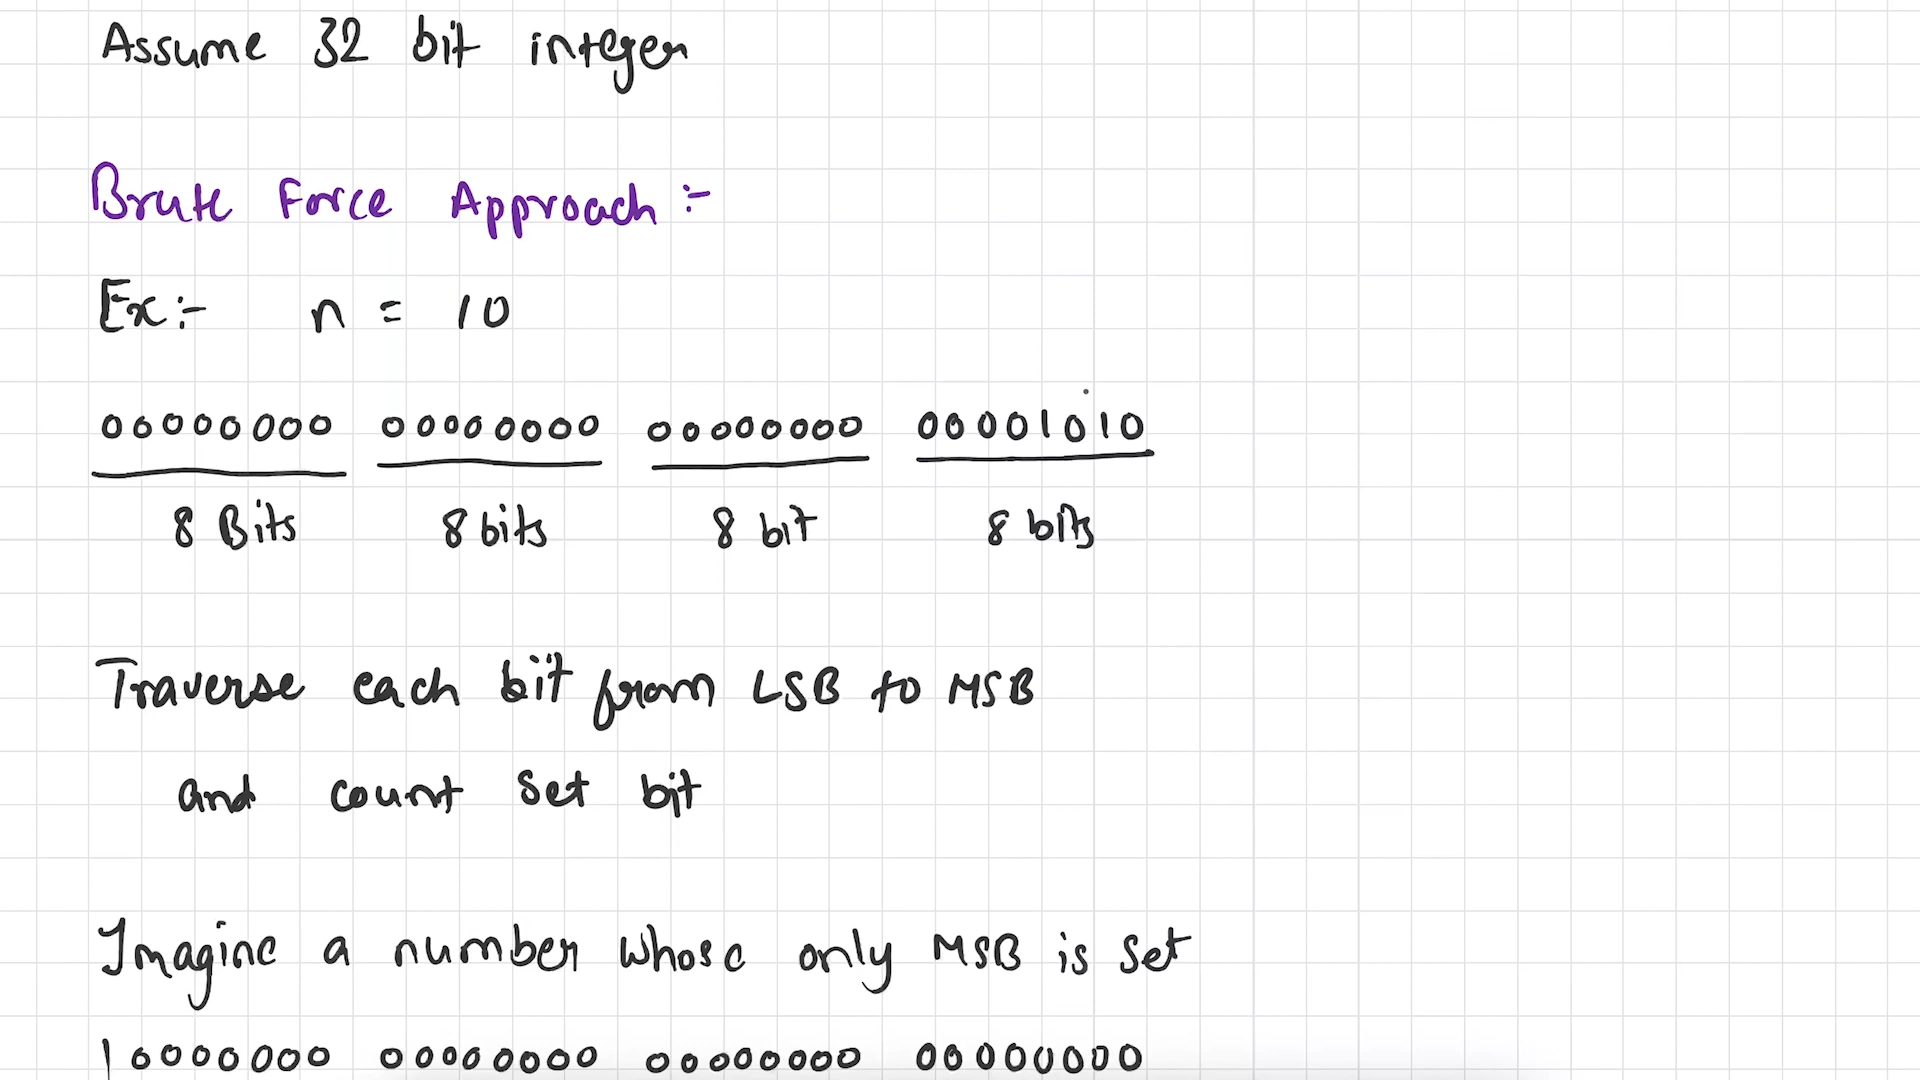 Assume 32 bit integer
Brute Force Approach :-
Ex :- n = 10
00000000 00000000 00000000 00001010
8 Bits 8 bits 8 bit 8 bits
Traverse each bit from LSB to MSB
and count set bit
Imagine a number whose only MSB is set
10000000 00000000 00000000 00000000